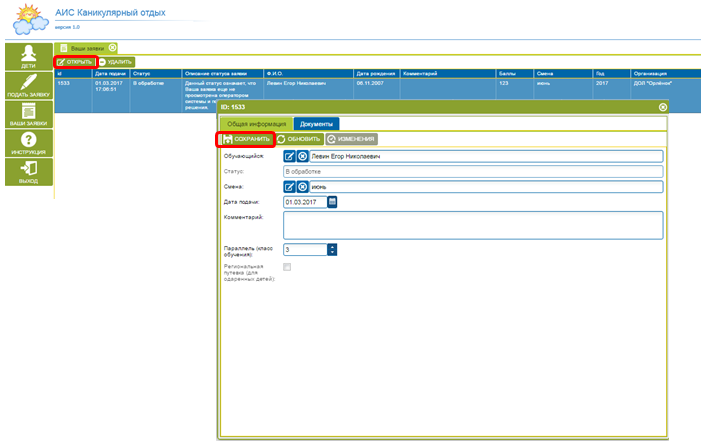 АИС Каникулярный отдых
версия 1.0
Ваши заявки
ОТКРЫТЬ УДАЛИТЬ
id Дата подачи Статус Описание статуса заявки Ф.И.О. Дата рождения Комментарий Баллы Смена Год Организация
1533 01.03.2017 17:06:51 В обработке Данный статус означает, что Левин Егор Николаевич 06.11.2007 123 июнь 2017 ДОЛ "Орлёнок"
Ваша заявка еще не
просмотрена оператором
системы и
решения.
ДЕТИ
ПОДАТЬ ЗАЯВКУ
ВАШИ ЗАЯВКИ
ИНСТРУКЦИЯ
ВЫХОД
ID: 1533
Общая информация Документы
СОХРАНИТЬ ОБНОВИТЬ ИЗМЕНЕНИЯ
Обучающийся: Левин Егор Николаевич
Статус: В обработке
Смена: июнь
Дата подачи: 01.03.2017
Комментарий:
Параллель (класс
обучения): 3
Региональная
путевка (для
одаренных детей):